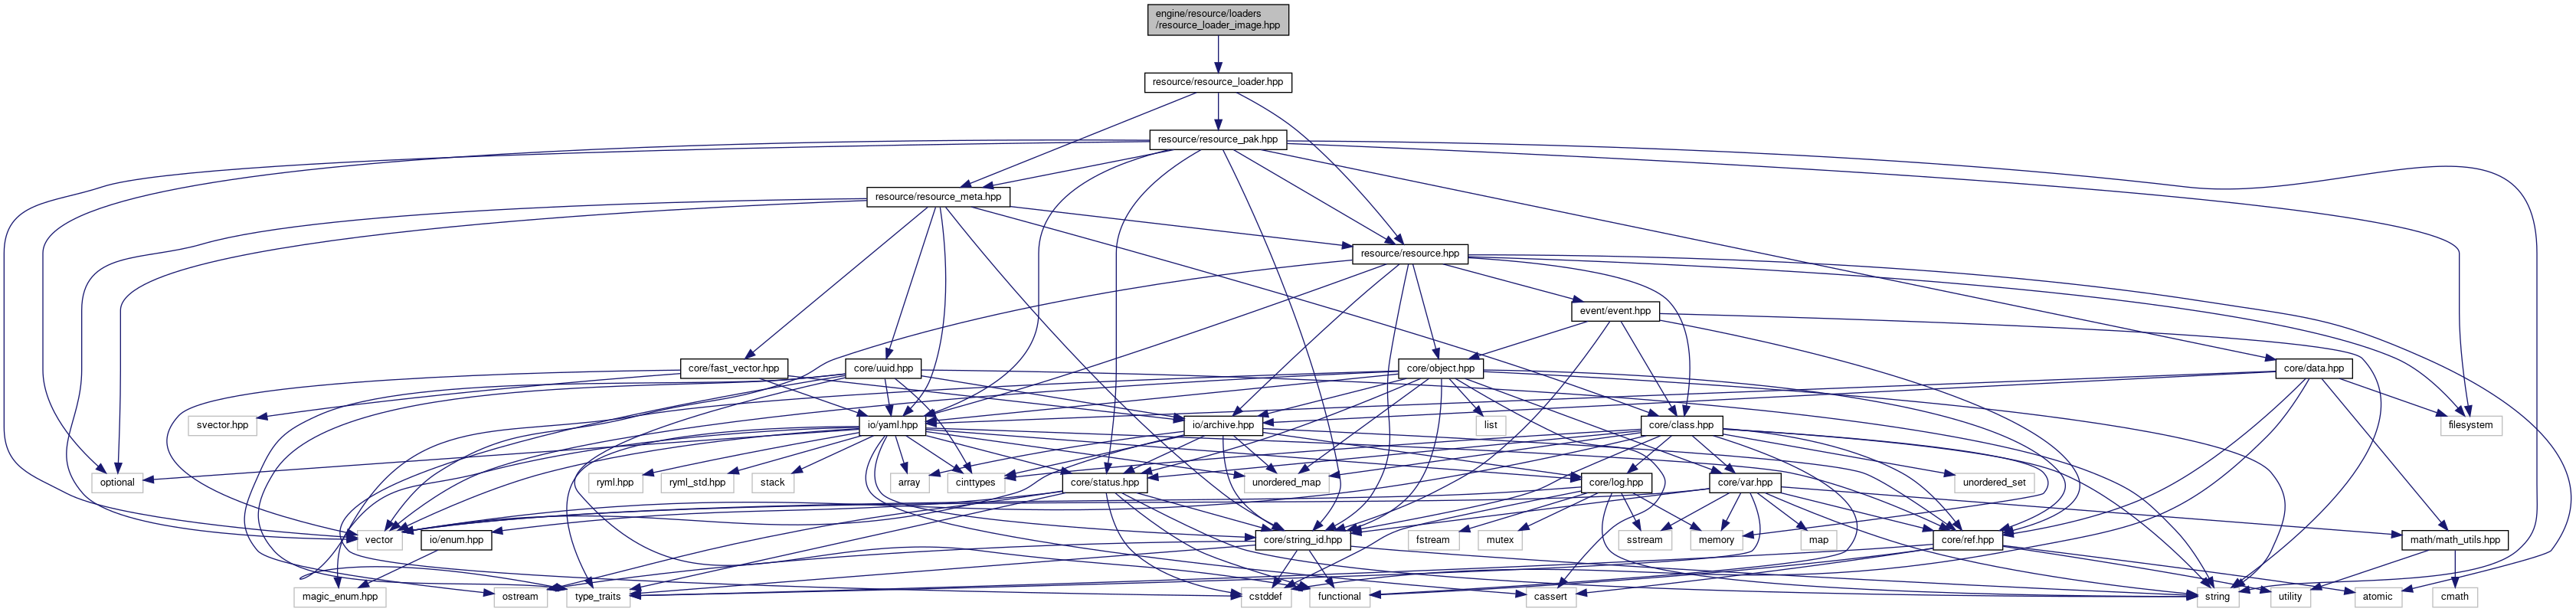 engine/resource/loaders
/resource_loader_image.hpp
resource/resource_loader.hpp
resource/resource_pak.hpp
resource/resource_meta.hpp
resource/resource.hpp
event/event.hpp
core/fast_vector.hpp
core/uuid.hpp
core/object.hpp
core/data.hpp
svector.hpp
io/yaml.hpp
io/archive.hpp
list
core/class.hpp
filesystem
optional
ryml.hpp
ryml_std.hpp
stack
array
cinttypes
core/status.hpp
unordered_map
core/log.hpp
core/var.hpp
unordered_set
vector
io/enum.hpp
core/string_id.hpp
fstream
mutex
sstream
memory
map
core/ref.hpp
math/math_utils.hpp
magic_enum.hpp
ostream
type_traits
cstddef
functional
cassert
string
utility
atomic
cmath